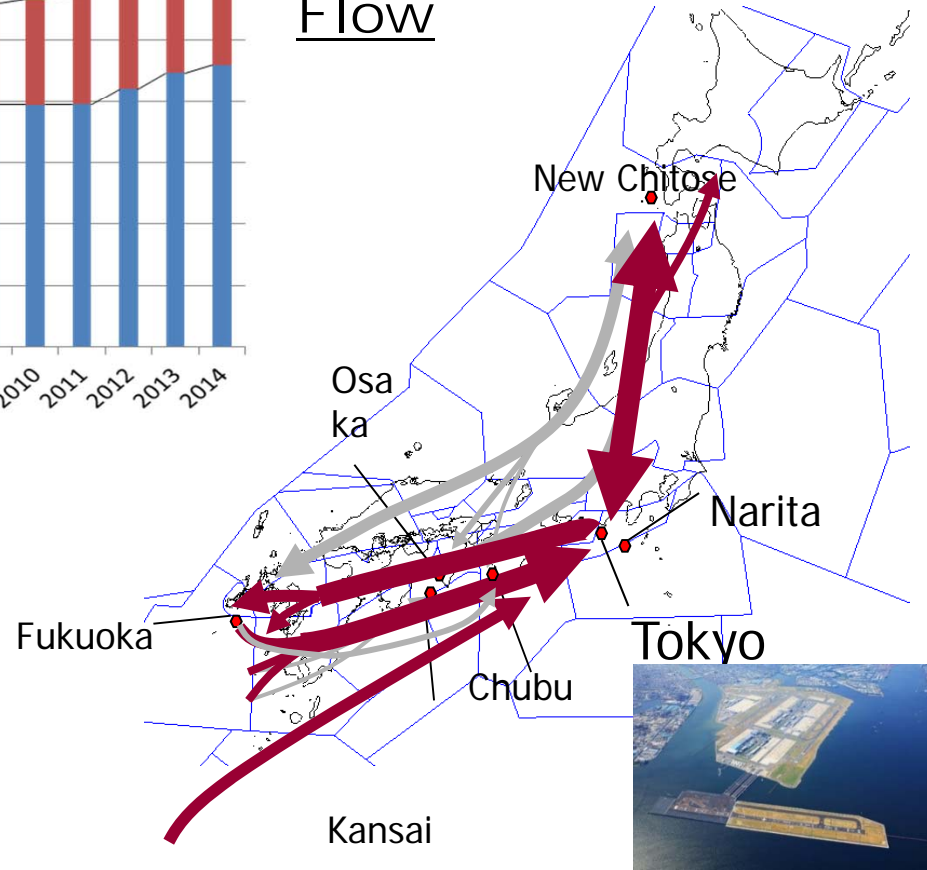 Flow
2010
2011
2012
2013
2014
New Chitose
Osa
ka
Narita
Fukuoka
Tokyo
Chubu
Kansai